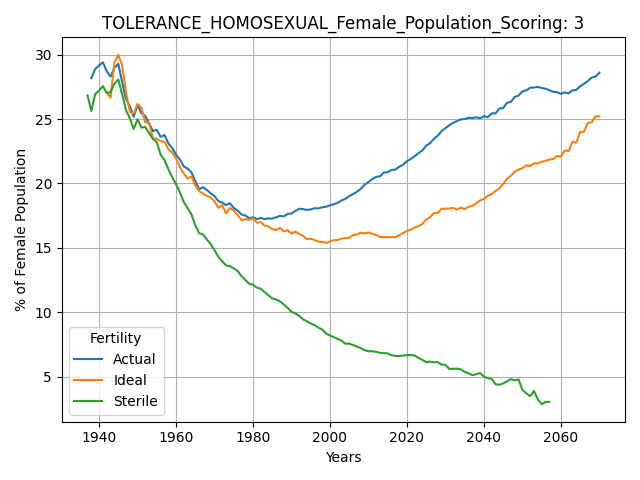 TOLERANCE_HOMOSEXUAL_Female_Population_Scoring: 3
% of Female Population
30
25
20
15
10
5
Fertility
Actual
Ideal
Sterile
1940 1960 1980 2000 2020 2040 2060
Years